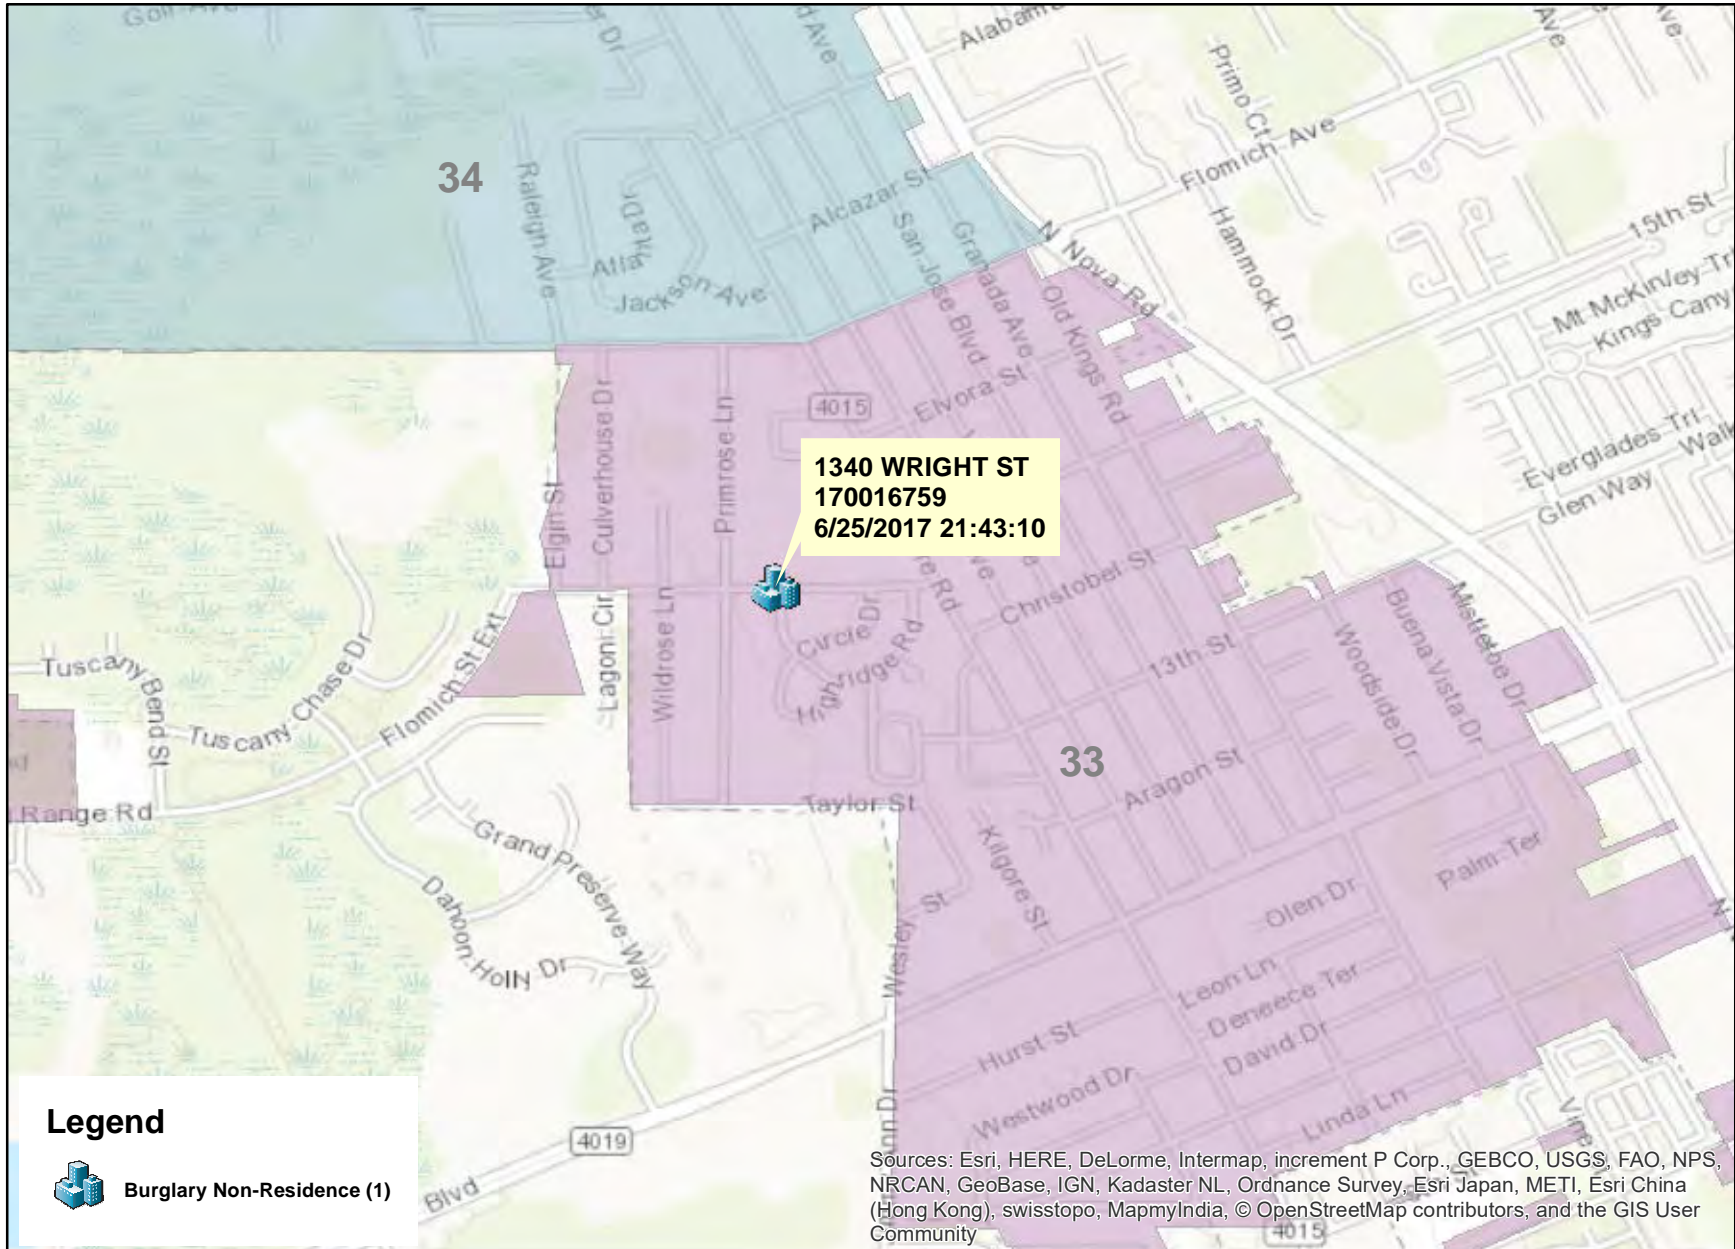 Alabama
Primo Ct
Flomich Ave
34
Raleigh Ave
Alcazar St
Hammock Dr
15th St
San Jose Blvd
Granada Ave
N Nova Rd
Jackson Ave
Mt McKinley Trl
Kings Cany
Old Kings Rd
Culverhouse Dr
Primrose Ln
4015
Elvora St
Everglades Trl
Walk
Glen Way
1340 WRIGHT ST
170016759
6/25/2017 21:43:10
Elgin St
Christobel St
Lagoni Cir
Wildrose Ln
Circle Dr
Highridge Rd
Buena Vista Dr
Mistletoe Dr
Woodside Dr
13th St
Tuscany Bend St
Tuscany Chase Dr
Flomich St Ext
33
Aragon St
Range Rd
Taylor St
Kilgore St
Palm Ter
Grand Preserve Way
Dahoon Holly Dr
Wesley St
Olen Dr
Leon Ln
Deneece Ter
David Dr
Hurst St
Westwood Dr
Linda Ln
4019
Blvd
Legend
Burglary Non-Residence (1)
Sources: Esri, HERE, DeLorme, Intermap, increment P Corp., GEBCO, USGS, FAO, NPS,
NRCAN, GeoBase, IGN, Kadaster NL, Ordnance Survey, Esri Japan, METI, Esri China
(Hong Kong), swisstopo, MapmyIndia, © OpenStreetMap contributors, and the GIS User
Community
4015